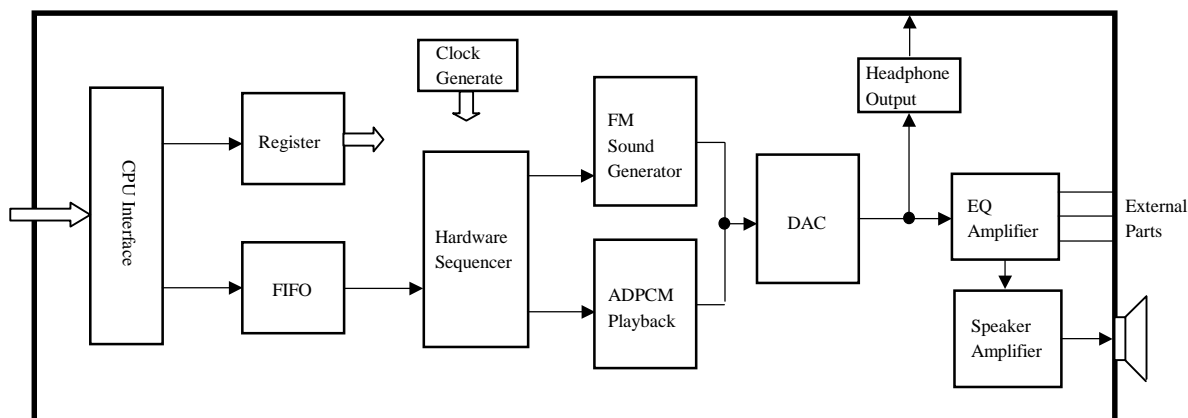 CPU Interface
Register
FIFO
Clock
Generate
Hardware
Sequencer
FM
Sound
Generator
ADPCM
Playback
DAC
Headphone
Output
EQ
Amplifier
External
Parts
Speaker
Amplifier